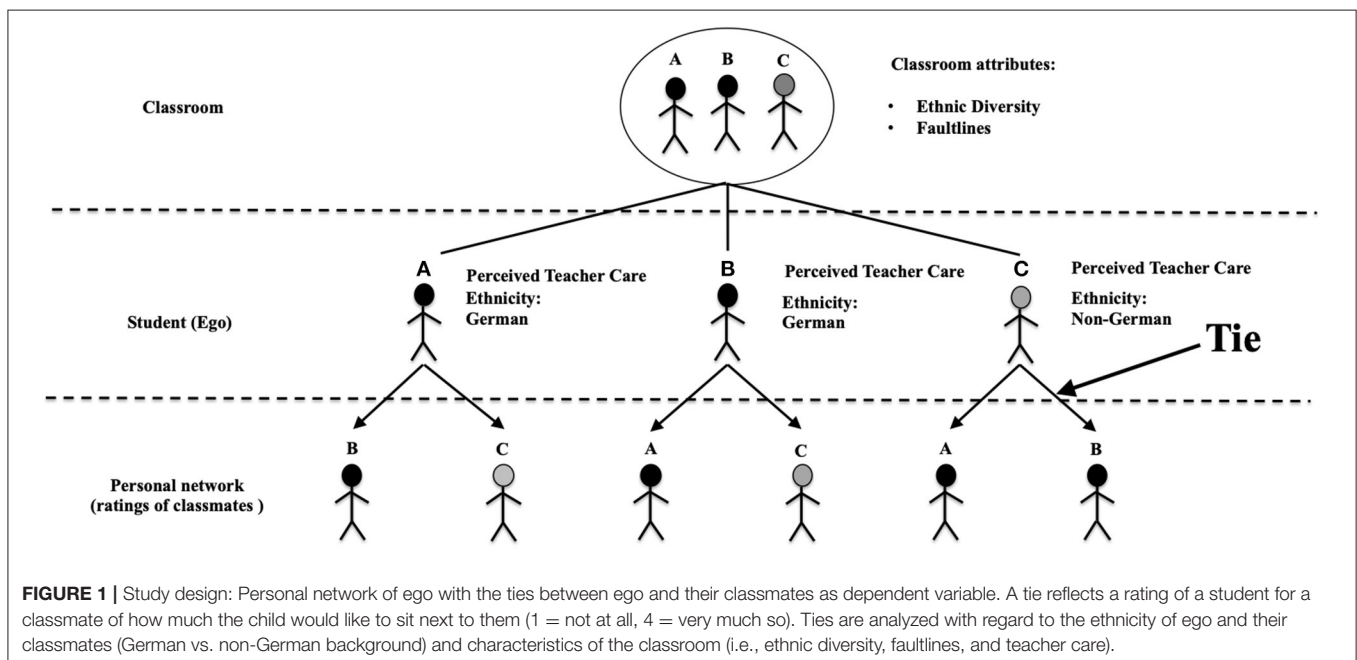 A B C
Classroom attributes:
Classroom
• Ethnic Diversity
• Faultlines
A Perceived Teacher Care
Ethnicity:
German
B Perceived Teacher Care
Ethnicity:
German
C Perceived Teacher Care
Ethnicity:
Non-German
Student (Ego)
Tie
B C A C A B
Personal network
(ratings of classmates )
FIGURE 1 | Study design: Personal network of ego with the ties between ego and their classmates as dependent variable. A tie reflects a rating of a student for a
classmate of how much the child would like to sit next to them (1 = not at all, 4 = very much so). Ties are analyzed with regard to the ethnicity of ego and their
classmates (German vs. non-German background) and characteristics of the classroom (i.e., ethnic diversity, faultlines, and teacher care).